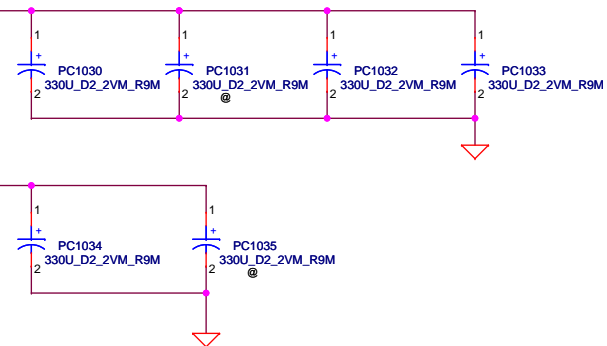 1 1 1 1
+ + + +
PC1030 PC1031 PC1032 PC1033
330U_D2_2VM_R9M 330U_D2_2VM_R9M 330U_D2_2VM_R9M 330U_D2_2VM_R9M
2 2 2 2
@
1 1
+ +
PC1034 PC1035
330U_D2_2VM_R9M 330U_D2_2VM_R9M
2 2
@